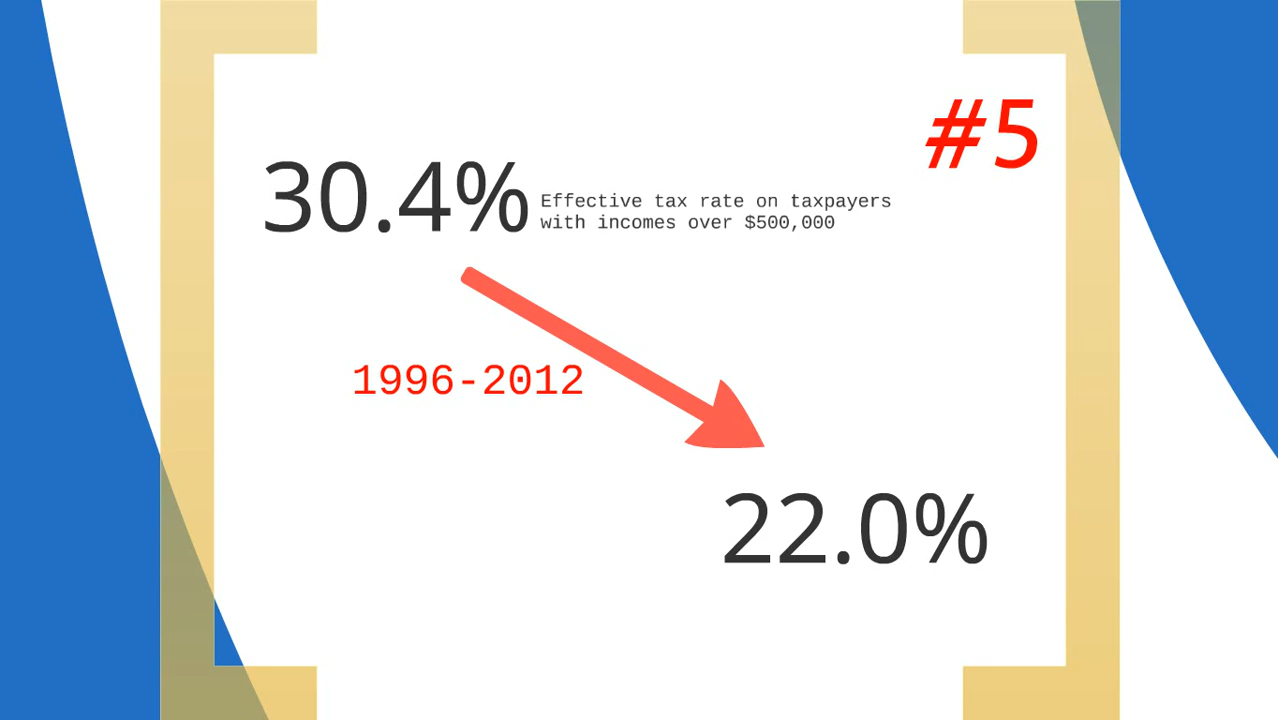 #5
30.4%
Effective tax rate on taxpayers
with incomes over $500,000
1996-2012
22.0%